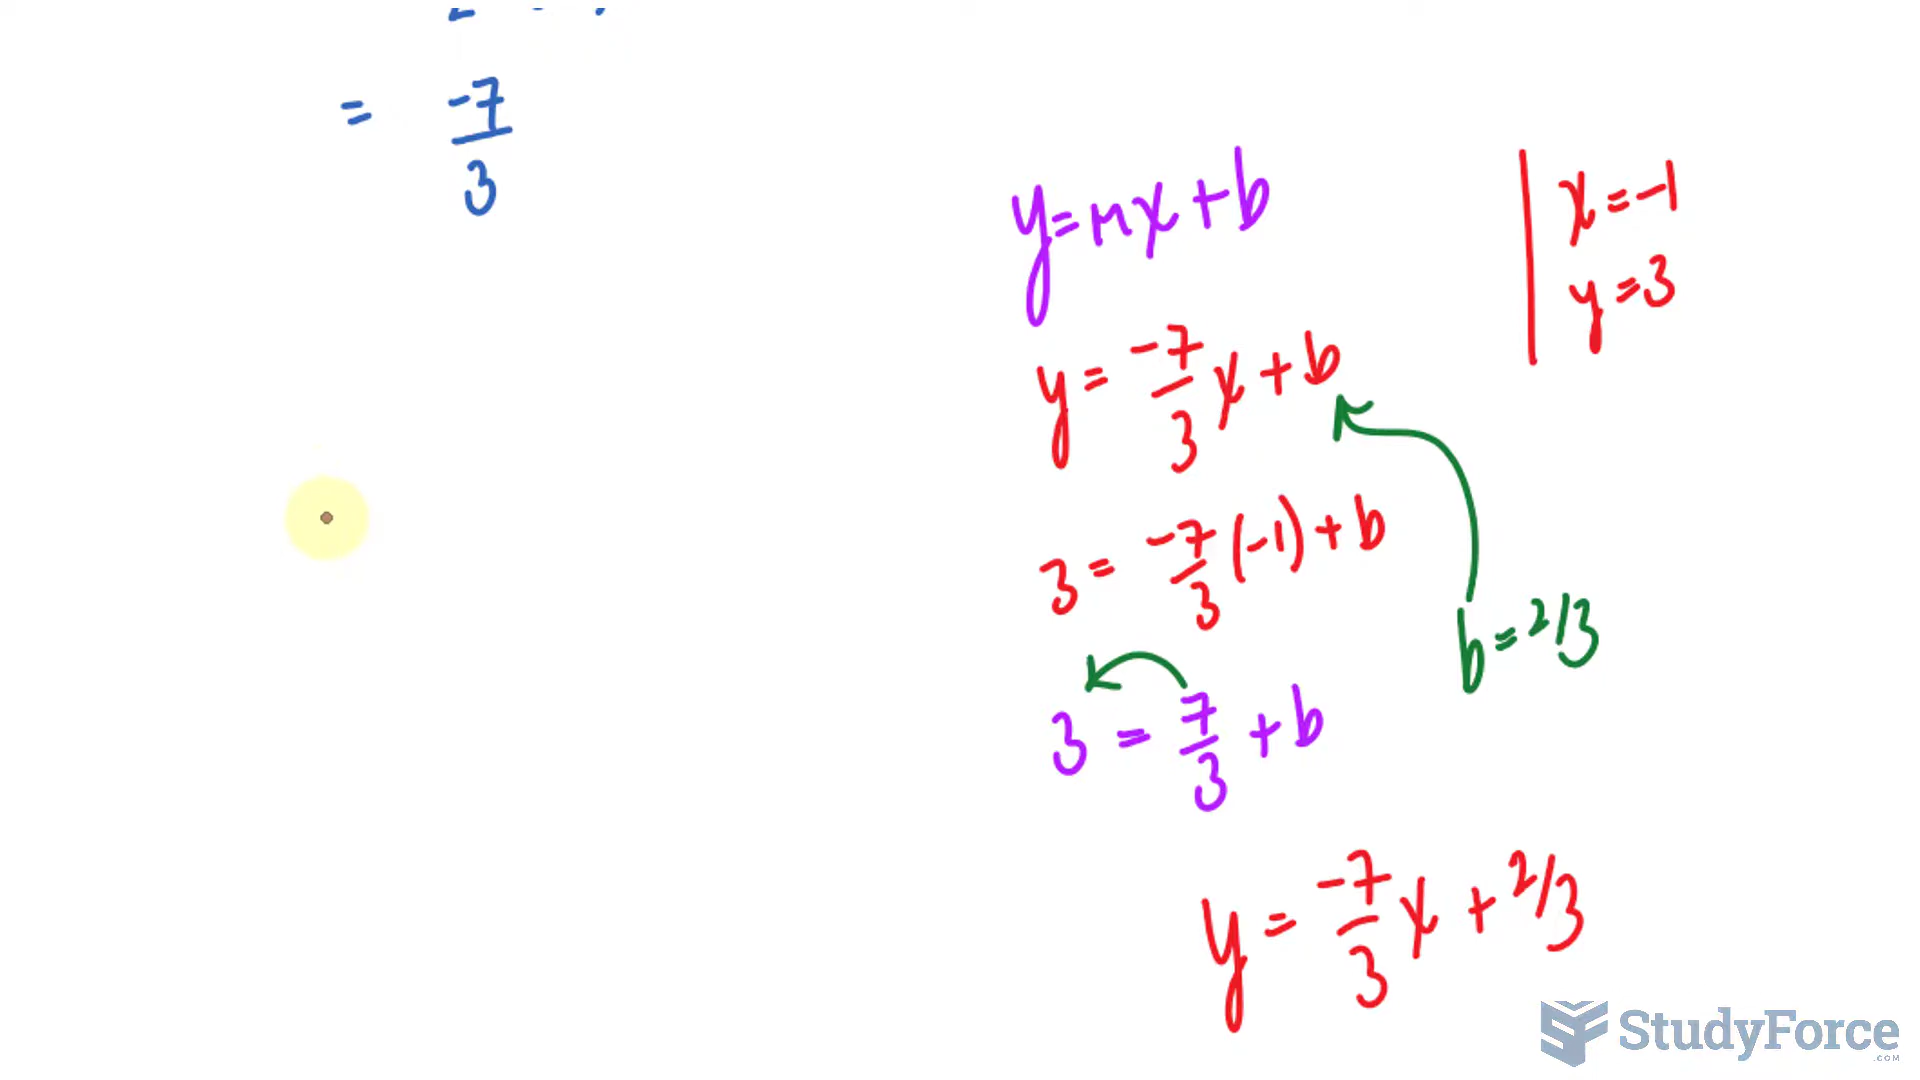 = -7/3
y=mx+b
x=-1
y=3
y = -7/3 x + b
3 = -7/3 (-1) + b
b = 2/3
3 = 7/3 + b
y = -7/3 x + 2/3
StudyForce
.COM